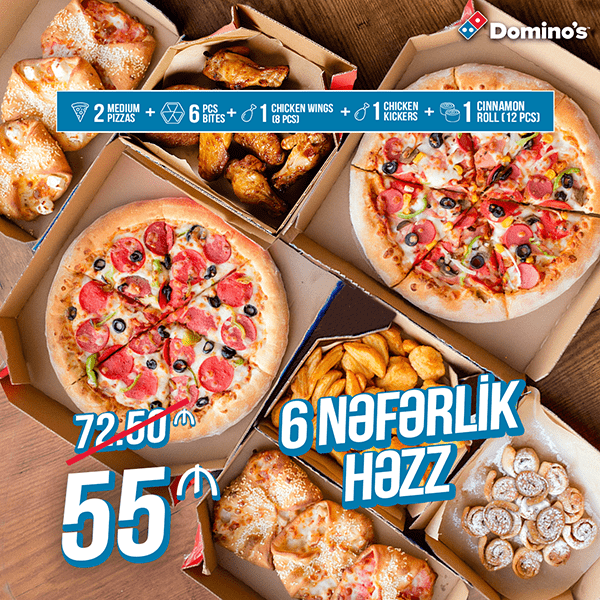 Domino's
2 MEDIUM PIZZAS + 6 PCS BITES + 1 CHICKEN WINGS (8 PCS) + 1 CHICKEN KICKERS + 1 CINNAMON ROLL (12 PCS)
72.50 ₼
55 ₼
6 NƏFƏRLİK
HƏZZ